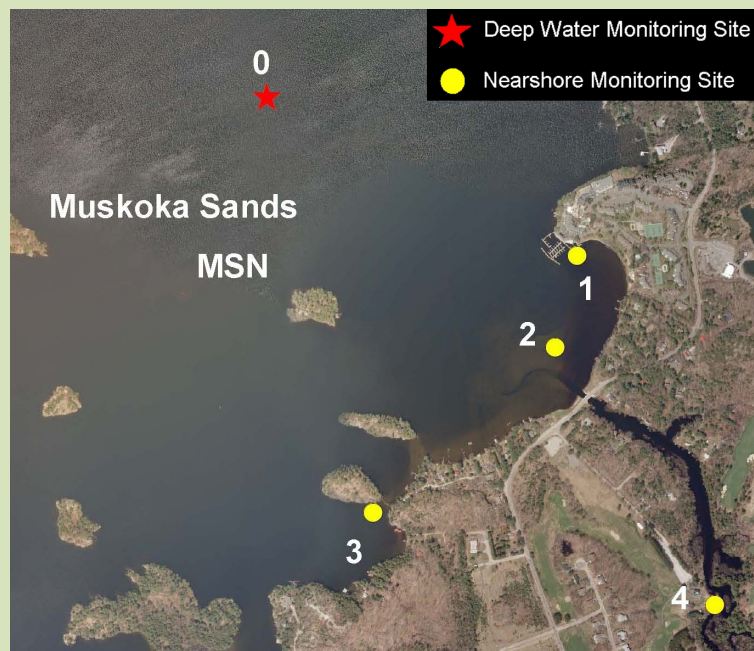 Deep Water Monitoring Site
Nearshore Monitoring Site
0
Muskoka Sands
MSN
1
2
3
4